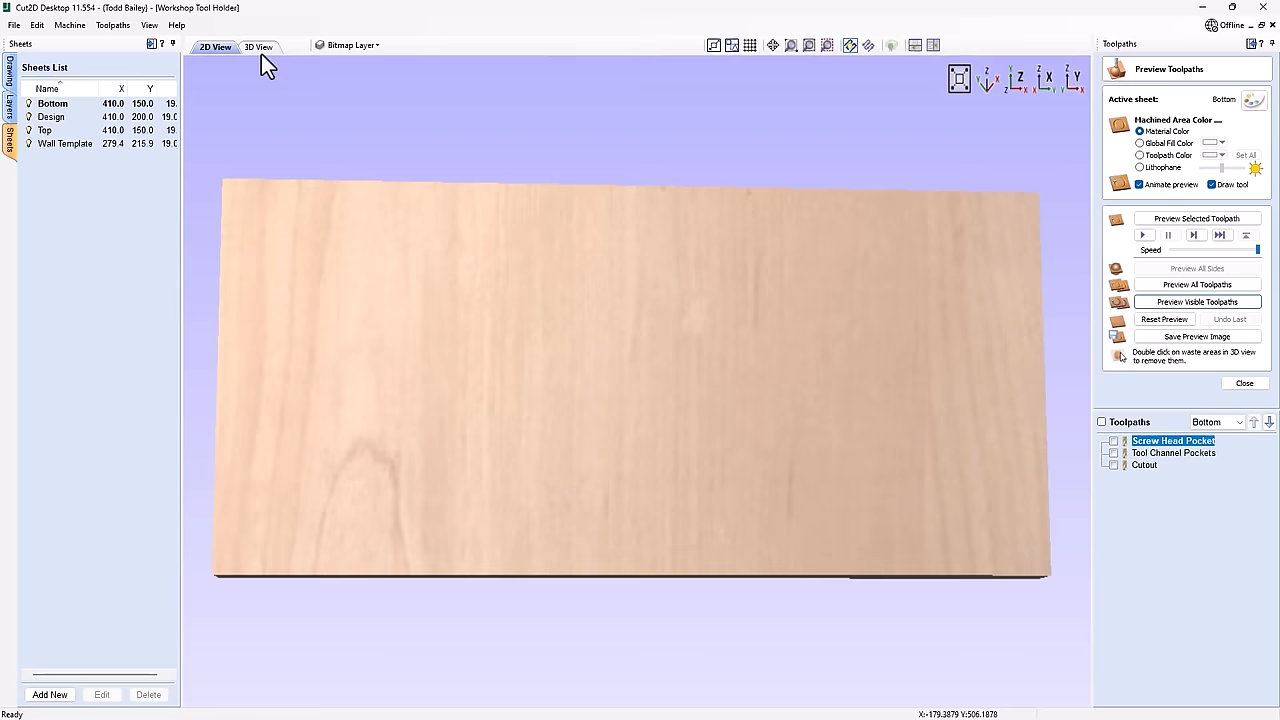 Cut2D Desktop 11.554 - (Todd Bailey) - [Workshop Tool Holder]
File Edit Machine Toolpaths View Help
Offline
Sheets
2D View
3D View
Bitmap Layer
Toolpaths
Drawing
Layers
Sheets
Sheets List
Name X Y
Bottom 410.0 150.0 19.
Design 410.0 200.0 19.0
Top 410.0 150.0 19.
Wall Template 279.4 215.9 19.0
Add New Edit Delete
Z Y X
Y Z Z X
Z X Y
Z Y X
Preview Toolpaths
Active sheet: Bottom
Machined Area Color ....
Material Color
Global Fill Color
Toolpath Color Set All
Lithophane
Animate preview Draw tool
Preview Selected Toolpath
Speed
Preview All Sides
Preview All Toolpaths
Preview Visible Toolpaths
Reset Preview Undo Last
Save Preview Image
Double click on waste areas in 3D view
to remove them.
Close
Toolpaths Bottom
Screw Head Pocket
Tool Channel Pockets
Cutout
Ready
X:-179.3879 Y:506.1878